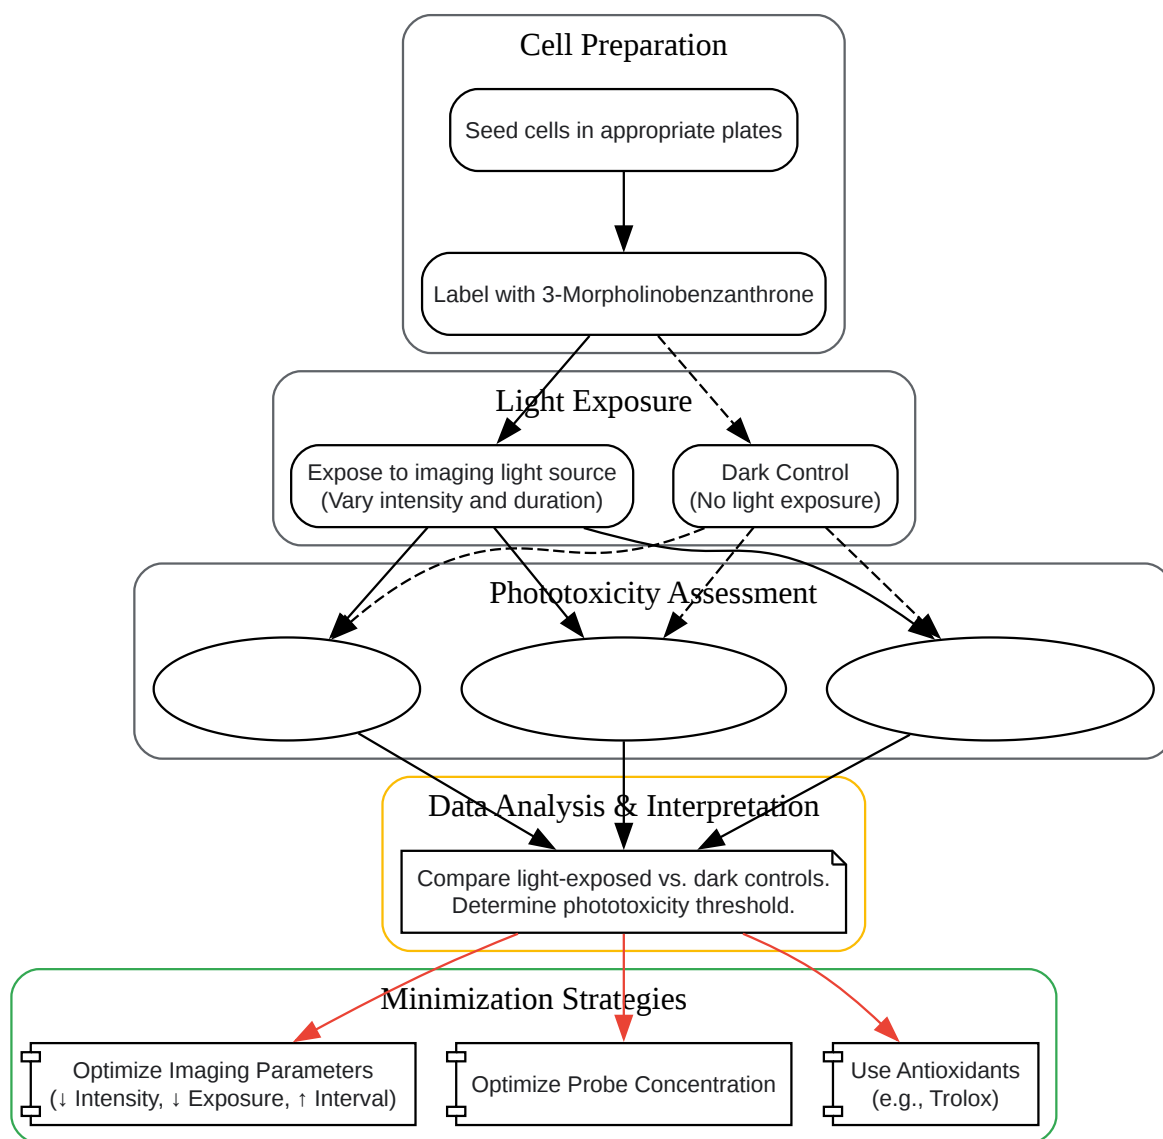 Cell Preparation
Seed cells in appropriate plates
Label with 3-Morpholinobenzanthrone
Light Exposure
Expose to imaging light source
(Vary intensity and duration)
Dark Control
(No light exposure)
Phototoxicity Assessment
Data Analysis & Interpretation
Compare light-exposed vs. dark controls.
Determine phototoxicity threshold.
Minimization Strategies
Optimize Imaging Parameters
(↓ Intensity, ↓ Exposure, ↑ Interval)
Optimize Probe Concentration
Use Antioxidants
(e.g., Trolox)